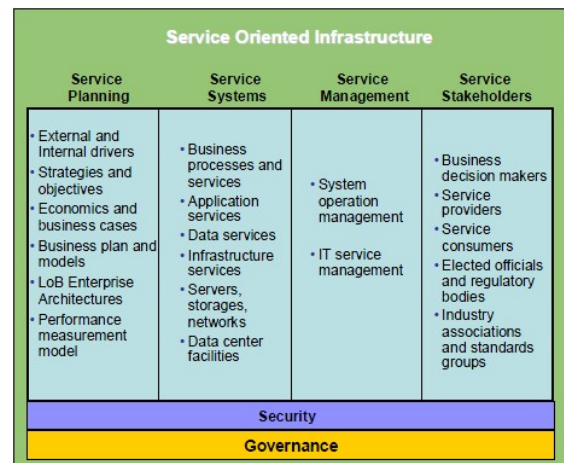 Service Oriented Infrastructure
Service
Planning
Service
Systems
Service
Management
Service
Stakeholders
• External and
Internal drivers
• Strategies and
objectives
• Economics and
business cases
• Business plan and
models
• LoB Enterprise
Architectures
• Performance
measurement
model
• Business
processes and
services
• Application
services
• Data services
• Infrastructure
services
• Servers,
storages,
networks
• Data center
facilities
• System
operation
management
• IT service
management
• Business
decision makers
• Service
providers
• Service
consumers
• Elected officials
and regulatory
bodies
• Industry
associations
and standards
groups
Security
Governance